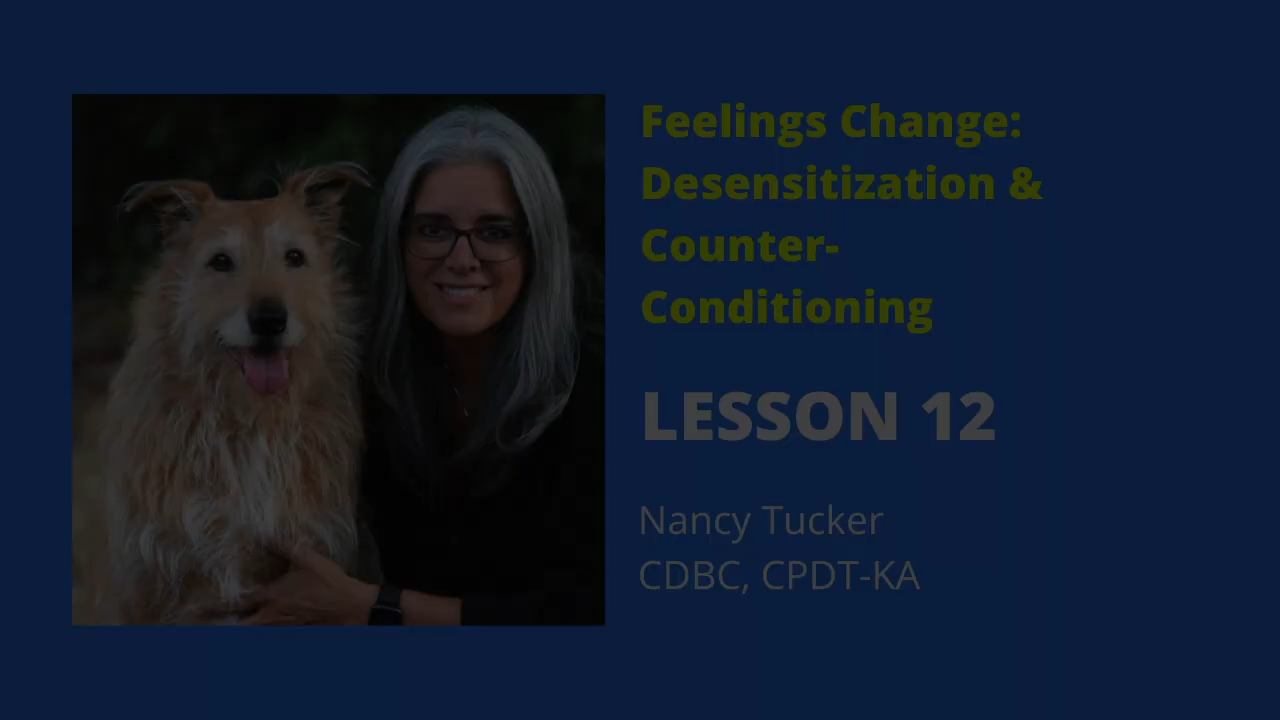 Feelings Change:
Desensitization &
Counter-
Conditioning
LESSON 12
Nancy Tucker
CDBC, CPDT-KA